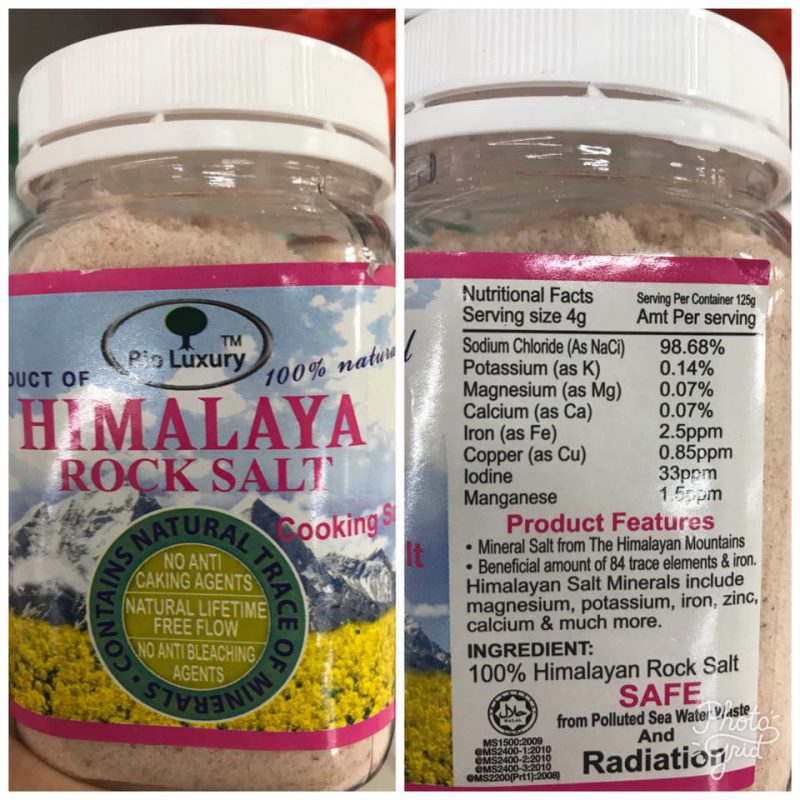 Bio Luxury ™
100% natural
DUCT OF
HIMALAYA
ROCK SALT
Cooking
CONTAINS NATURAL TRACE OF MINERALS
NO ANTI
CAKING AGENTS
NATURAL LIFETIME
FREE FLOW
NO ANTI BLEACHING
AGENTS
lt
Nutritional Facts Serving Per Container 125g
Serving size 4g Amt Per serving
Sodium Chloride (As NaCl) 98.68%
Potassium (as K) 0.14%
Magnesium (as Mg) 0.07%
Calcium (as Ca) 0.07%
Iron (as Fe) 2.5ppm
Copper (as Cu) 0.85ppm
Iodine 33ppm
Manganese 1.5ppm
Product Features
• Mineral Salt from The Himalayan Mountains
• Beneficial amount of 84 trace elements & iron.
Himalayan Salt Minerals include
magnesium, potassium, iron, zinc,
calcium & much more.
INGREDIENT:
100% Himalayan Rock Salt
SAFE
from Polluted Sea Water Waste
And
Radiation
حلال
HALAL
MS1500:2009
@MS2400-1:2010
@MS2400-2:2010
@MS2400-3:2010
@MS2200(Prt1):2008)
Photo
Grid